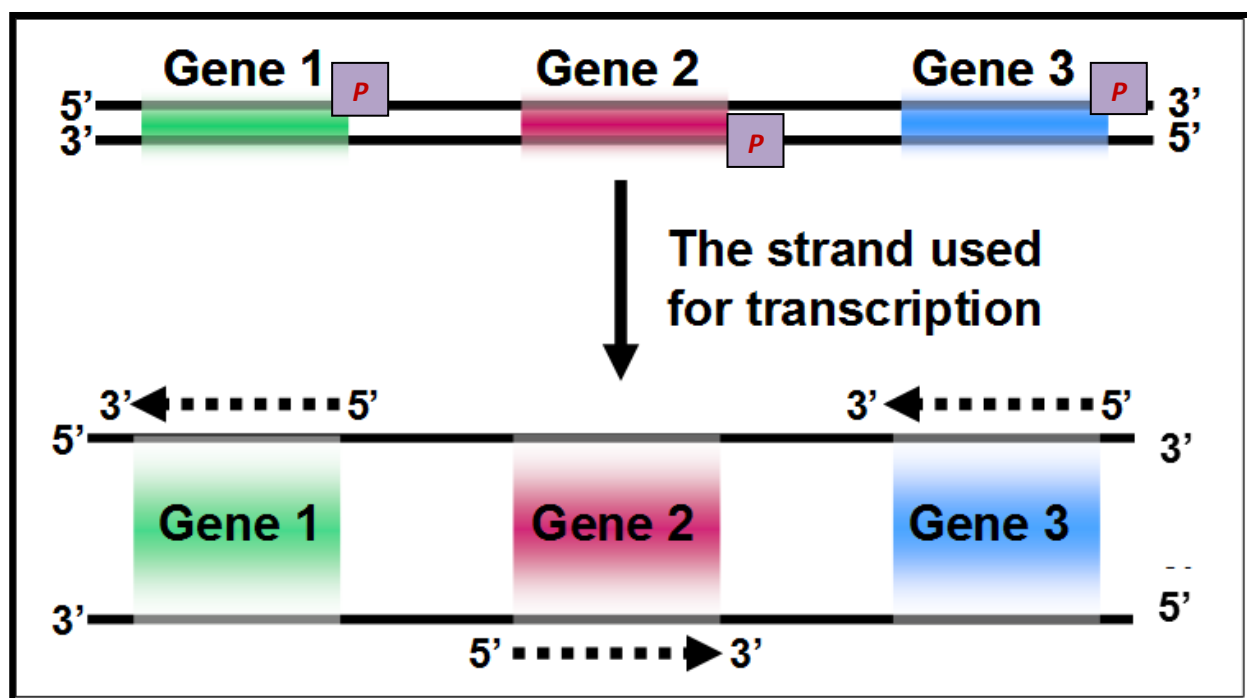 Gene 1 Gene 2 Gene 3
P P
5’ 3’
P
3’ 5’
The strand used
for transcription
3’ 5’ 3’ 5’
5’ 3’
Gene 1 Gene 2 Gene 3
3’ 5’
5’ 3’